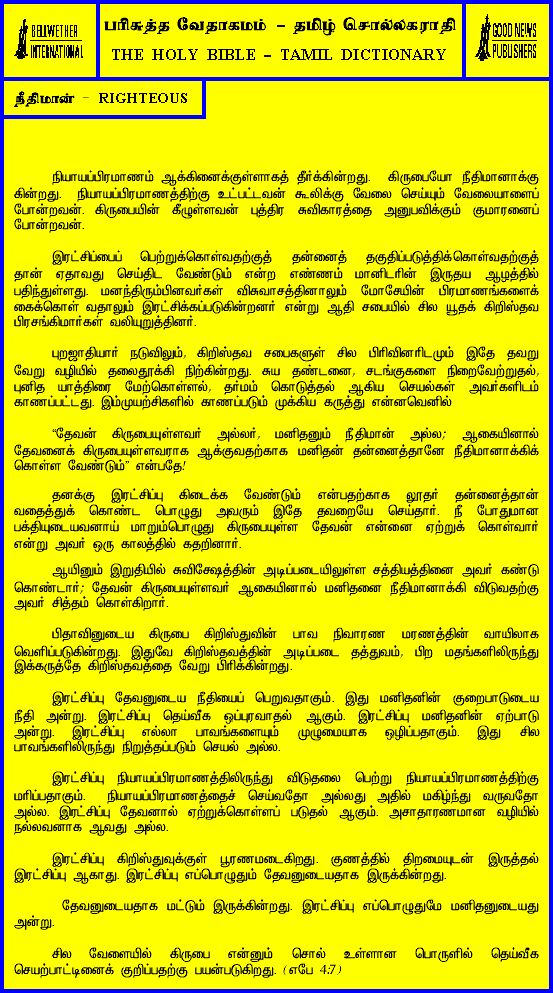 BELLWETHER
INTERNATIONAL
பரிசுத்த வேதாகமம் - தமிழ் சொல்லகராதி
THE HOLY BIBLE - TAMIL DICTIONARY
GOOD NEWS
PUBLISHERS
நீதிமான் - RIGHTEOUS
நியாயப்பிரமாணம் ஆக்கினைக்குள்ளாகத் தீர்க்கின்றது. கிருபையோ நீதிமானாக்கு
கின்றது. நியாயப்பிரமாணத்திற்கு உட்பட்டவன் கூலிக்கு வேலை செய்யும் வேலையாளைப்
போன்றவன். கிருபையின் கீழுள்ளவன் புத்திர சுவிகாரத்தை அனுபவிக்கும் குமாரனைப்
போன்றவன்.
இரட்சிப்பைப் பெற்றுக்கொள்வதற்குத் தன்னைத் தகுதிப்படுத்திக்கொள்வதற்குத்
தான் ஏதாவது செய்திட வேண்டும் என்ற எண்ணம் மானிடரின் இருதய ஆழத்தில்
பதிந்துள்ளது. மனந்திரும்பினவர்கள் விசுவாசத்தினாலும் மோசேயின் பிரமாணங்களைக்
கைக்கொள் வதாலும் இரட்சிக்கப்படுகின்றனர் என்று ஆதி சபையில் சில யூதக் கிறிஸ்தவ
பிரசங்கிமார்கள் வலியுறுத்தினர்.
புறஜாதியார் நடுவிலும், கிறிஸ்தவ சபைகளுள் சில பிரிவினரிடமும் இதே தவறு
வேறு வழியில் தலைதூக்கி நிற்கின்றது. சுய தண்டனை, சடங்குகளை நிறைவேற்றுதல்,
புனித யாத்திரை மேற்கொள்ளல், தர்மம் கொடுத்தல் ஆகிய செயல்கள் அவர்களிடம்
காணப்பட்டது. இம்முயற்சிகளில் காணப்படும் முக்கிய கருத்து என்னவெனில்
“தேவன் கிருபையுள்ளவர் அல்லர், மனிதனும் நீதிமான் அல்ல; ஆகையினால்
தேவனைக் கிருபையுள்ளவராக ஆக்குவதற்காக மனிதன் தன்னைத்தானே நீதிமானாக்கிக்
கொள்ள வேண்டும்” என்பதே!
தனக்கு இரட்சிப்பு கிடைக்க வேண்டும் என்பதற்காக லூதர் தன்னைத்தான்
வதைத்துக் கொண்ட பொழுது அவரும் இதே தவறையே செய்தார். நீ போதுமான
பக்தியுடையவனாய் மாறும்பொழுது கிருபையுள்ள தேவன் என்னை ஏற்றுக் கொள்வார்
என்று அவர் ஒரு காலத்தில் கதறினார்.
ஆயினும் இறுதியில் சுவிசேஷத்தின் அடிப்படையிலுள்ள சத்தியத்தினை அவர் கண்டு
கொண்டார்; தேவன் கிருபையுள்ளவர் ஆகையினால் மனிதனை நீதிமானாக்கி விடுவதற்கு
அவர் சித்தம் கொள்கிறார்.
பிதாவினுடைய கிருபை கிறிஸ்துவின் பாவ நிவாரண மரணத்தின் வாயிலாக
வெளிப்படுகின்றது. இதுவே கிறிஸ்தவத்தின் அடிப்படை தத்துவம், பிற மதங்களிலிருந்து
இக்கருத்தே கிறிஸ்தவத்தை வேறு பிரிக்கின்றது.
இரட்சிப்பு தேவனுடைய நீதியைப் பெறுவதாகும். இது மனிதனின் குறைபாடுடைய
நீதி அன்று. இரட்சிப்பு தெய்வீக ஒப்புரவாதல் ஆகும். இரட்சிப்பு மனிதனின் ஏற்பாடு
அன்று. இரட்சிப்பு எல்லா பாவங்களையும் முழுமையாக ஒழிப்பதாகும். இது சில
பாவங்களிலிருந்து நிறுத்தப்படும் செயல் அல்ல.
இரட்சிப்பு நியாயப்பிரமாணத்திலிருந்து விடுதலை பெற்று நியாயப்பிரமாணத்திற்கு
மரிப்பதாகும். நியாயப்பிரமாணத்தைச் செய்வதோ அல்லது அதில் மகிழ்ந்து வருவதோ
அல்ல. இரட்சிப்பு தேவனால் ஏற்றுக்கொள்ளப் படுதல் ஆகும். அசாதாரணமான வழியில்
நல்லவனாக ஆவது அல்ல.
இரட்சிப்பு கிறிஸ்துவுக்குள் பூரணமடைகிறது. குணத்தில் திறமையுடன் இருத்தல்
இரட்சிப்பு ஆகாது. இரட்சிப்பு எப்பொழுதும் தேவனுடையதாக இருக்கின்றது.
தேவனுடையதாக மட்டும் இருக்கின்றது. இரட்சிப்பு எப்பொழுதுமே மனிதனுடையது
அன்று.
சில வேளையில் கிருபை என்னும் சொல் உள்ளான பொருளில் தெய்வீக
செயற்பாட்டினைக் குறிப்பதற்கு பயன்படுகிறது. (எபே 4:7)